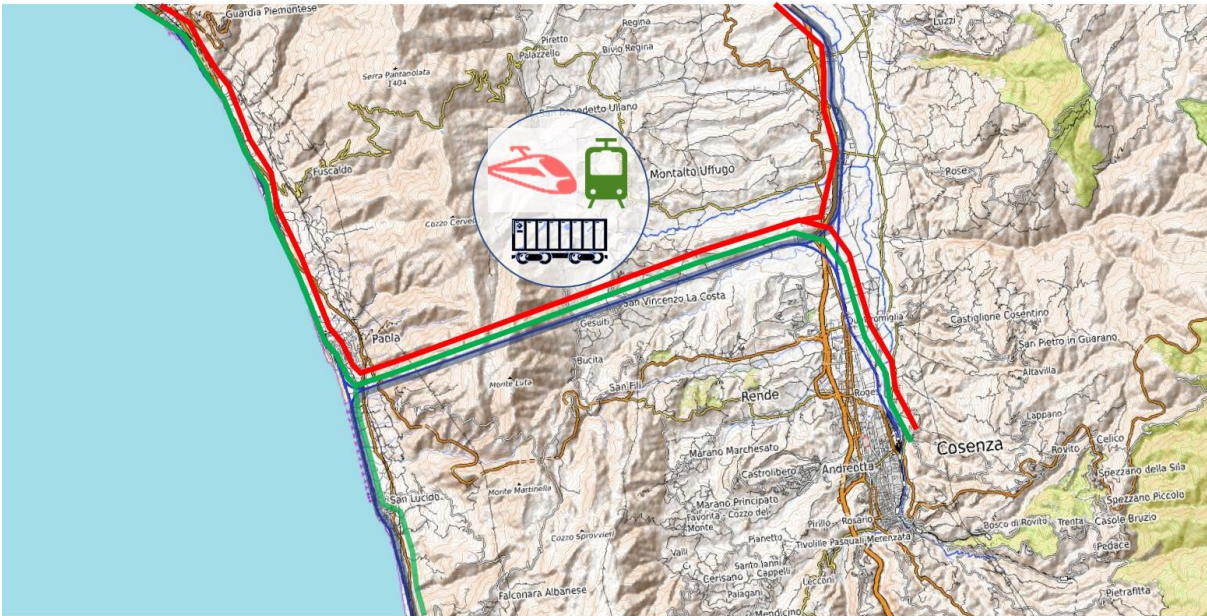 Guardia Piemontese
Regina
Luzzi
Piretto
Palazzello
Bivio Regina
Serra Pantanolata
1404
San Benedetto Ullano
Fuscaldo
Montalto Uffugo
Rose
San Vincenzo La Costa
Gesuiti
Castiglione Cosentino
Paola
San Pietro in Guarano
Bucita
Altavilla
Monte Luta
San Fili
Rende
Roges
Lappano
Cosenza
Rovito
Celico
Marano Marchesato
Castrolibero
Andreotta
Spezzano della Sila
Monte Martinella
San Lucido
Marano Principato
Spezzano Piccolo
Favorita - Cozzo del
Monte
Pirillo
Rosario
Bosco di Rovito
Trenta
Casole Bruzio
Cozzo Sprovvieri
Pianetto
Tivolille Pasquali
Merenzata
Pedace
Valli
Santo Ianni
Cappelli
Cerisano
Lecconi
Pietrafitta
Falconara Albanese
Mendicino